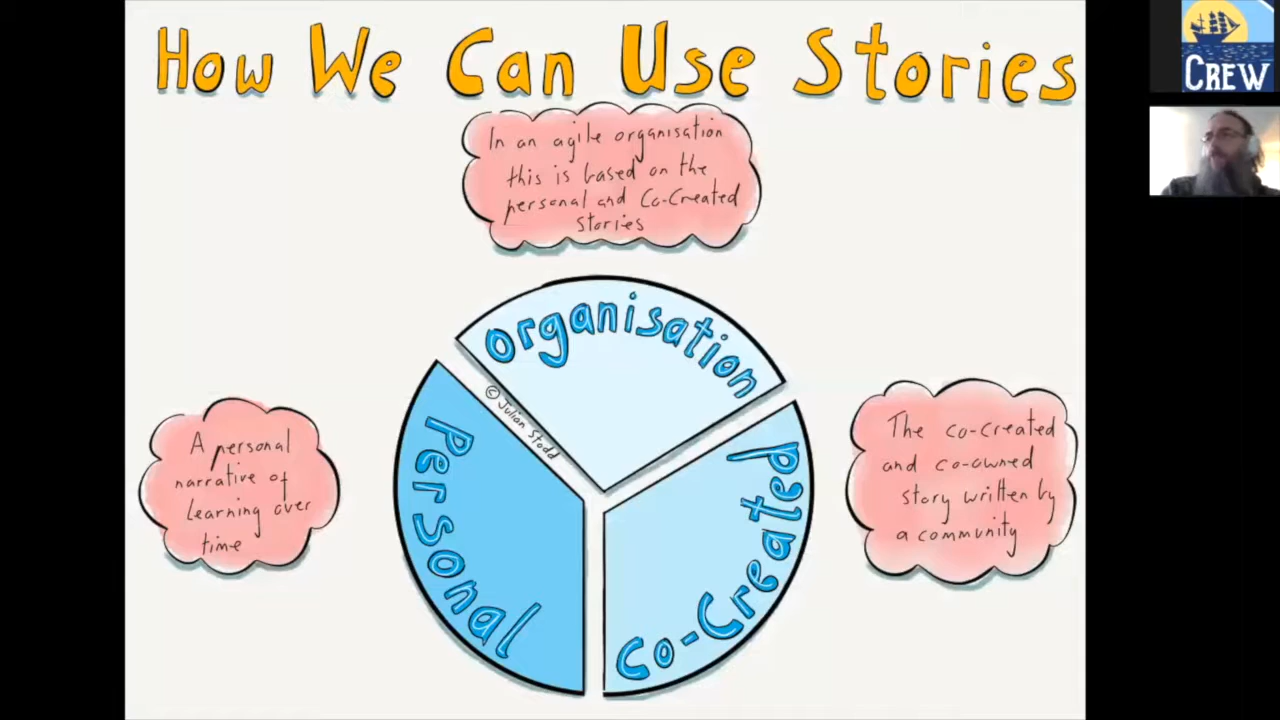 How We Can Use Stories
In an agile organisation
this is based on the
personal and Co-Created
stories
Organisation
© Julian Stodd
Personal
Co-Created
A personal
narrative of
learning over
time
The co-created
and co-owned
story written by
a community
CREW